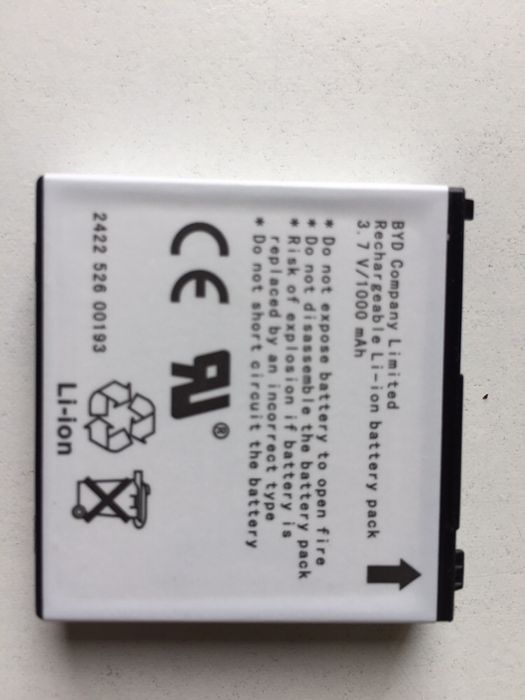 BYD Company Limited
Rechargeable Li-ion battery pack
3.7 V/1000 mAh
* Do not expose battery to open fire
* Do not disassemble the battery pack
* Risk of explosion if battery is
replaced by an incorrect type
* Do not short circuit the battery
CE RU®
2422 526 00193
Li-ion